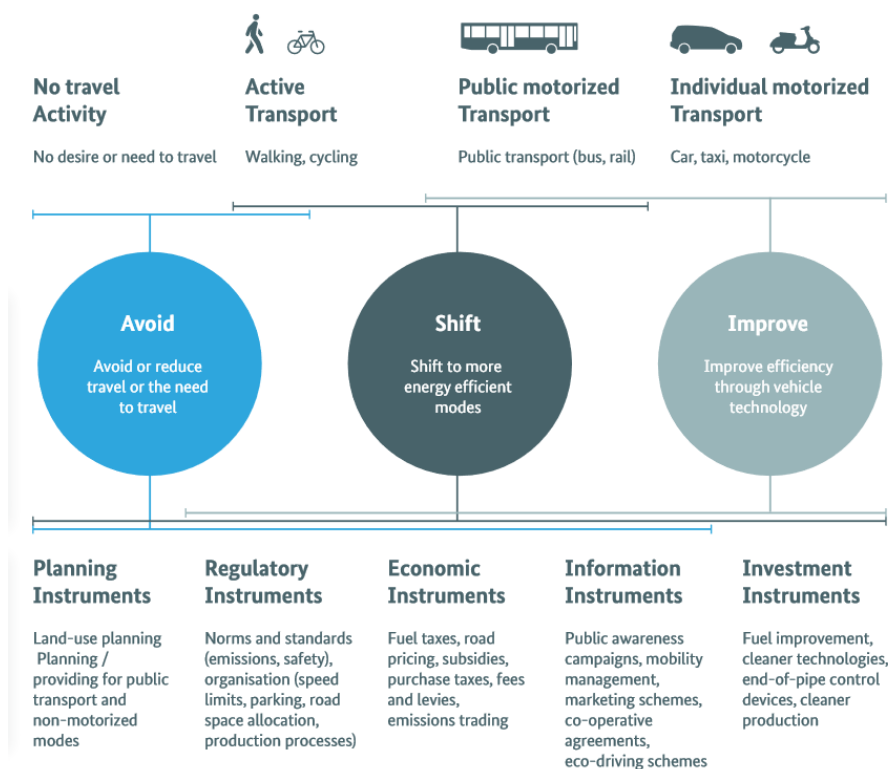 No travel
Activity
No desire or need to travel
Active
Transport
Walking, cycling
Public motorized
Transport
Public transport (bus, rail)
Individual motorized
Transport
Car, taxi, motorcycle
Avoid
Avoid or reduce
travel or the need
to travel
Shift
Shift to more
energy efficient
modes
Improve
Improve efficiency
through vehicle
technology
Planning
Instruments
Land-use planning
Planning /
providing for public
transport and
non-motorized
modes
Regulatory
Instruments
Norms and standards
(emissions, safety),
organisation (speed
limits, parking, road
space allocation,
production processes)
Economic
Instruments
Fuel taxes, road
pricing, subsidies,
purchase taxes, fees
and levies,
emissions trading
Information
Instruments
Public awareness
campaigns, mobility
management,
marketing schemes,
co-operative
agreements,
eco-driving schemes
Investment
Instruments
Fuel improvement,
cleaner technologies,
end-of-pipe control
devices, cleaner
production